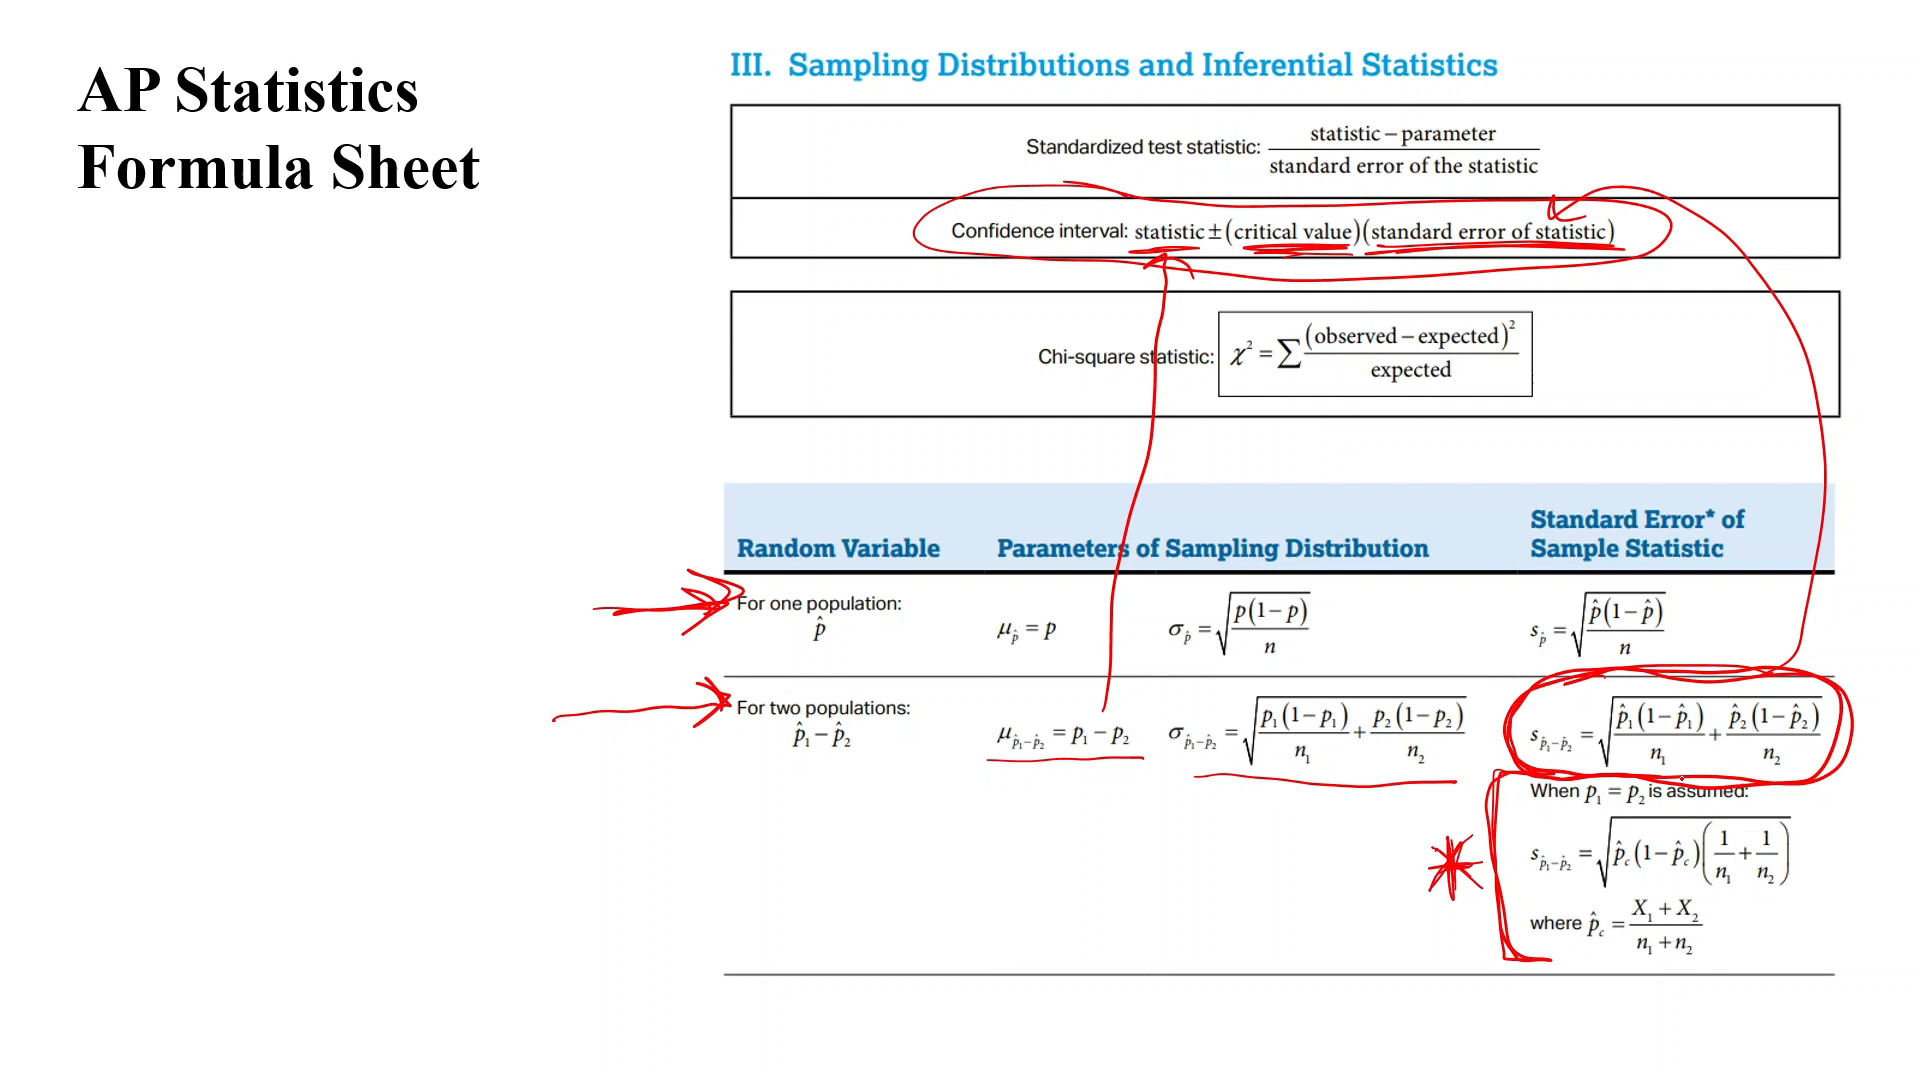 AP Statistics
Formula Sheet
III. Sampling Distributions and Inferential Statistics
Standardized test statistic: (statistic − parameter) / (standard error of the statistic)
Confidence interval: statistic ± (critical value)(standard error of statistic)
Chi-square statistic: χ² = ∑ (observed − expected)² / expected
Random Variable
Parameters of Sampling Distribution
Standard Error* of
Sample Statistic
For one population:
p̂
μ_p̂ = p
σ_p̂ = √(p(1−p) / n)
s_p̂ = √(p̂(1−p̂) / n)
For two populations:
p̂₁ − p̂₂
μ_p̂₁−p̂₂ = p₁ − p₂
σ_p̂₁−p̂₂ = √(p₁(1−p₁) / n₁ + p₂(1−p₂) / n₂)
s_p̂₁−p̂₂ = √(p̂₁(1−p̂₁) / n₁ + p̂₂(1−p̂₂) / n₂)
When p₁ = p₂ is assumed:
s_p̂₁−p̂₂ = √(p̂_c(1−p̂_c)(1/n₁ + 1/n₂))
where p̂_c = (X₁ + X₂) / (n₁ + n₂)